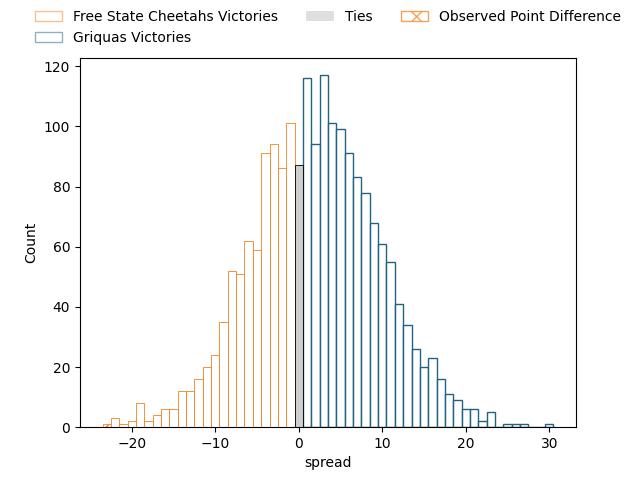 Free State Cheetahs Victories
Griquas Victories
Ties
Observed Point Difference
120
100
80
60
40
20
0
Count
−20
−10
0
10
20
30
spread